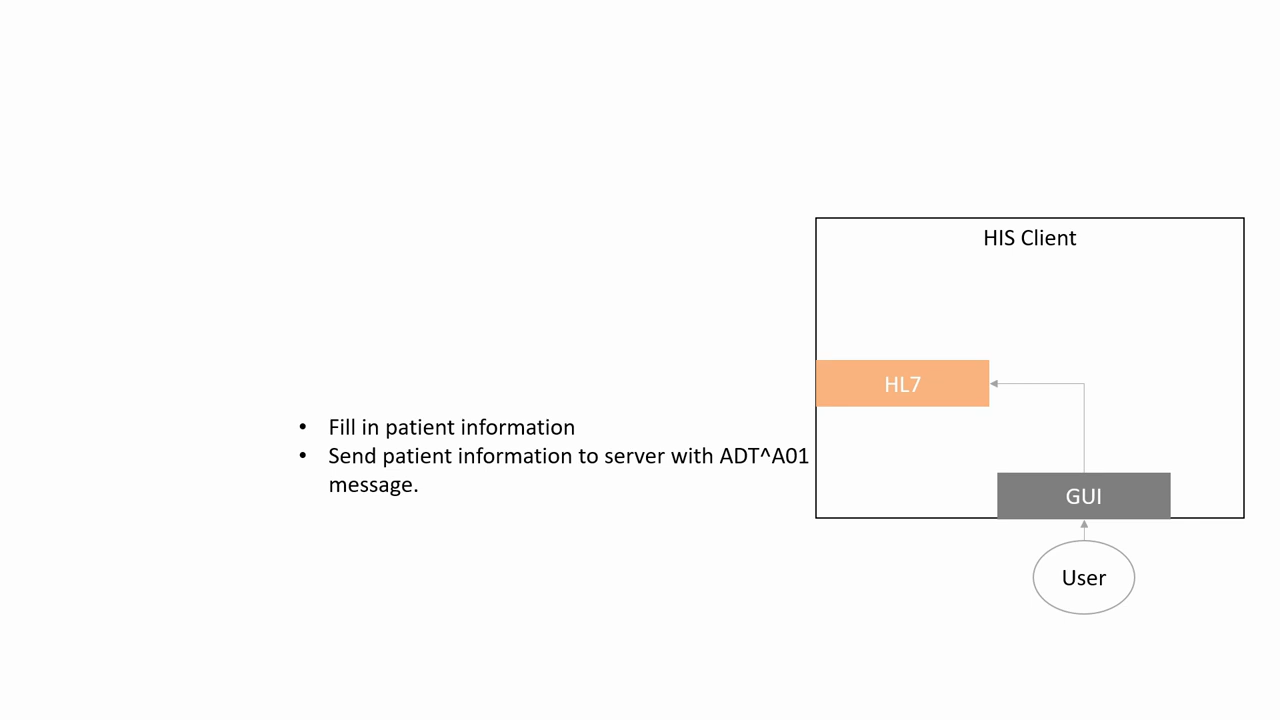 HIS Client
HL7
• Fill in patient information
• Send patient information to server with ADT^A01
message.
GUI
User